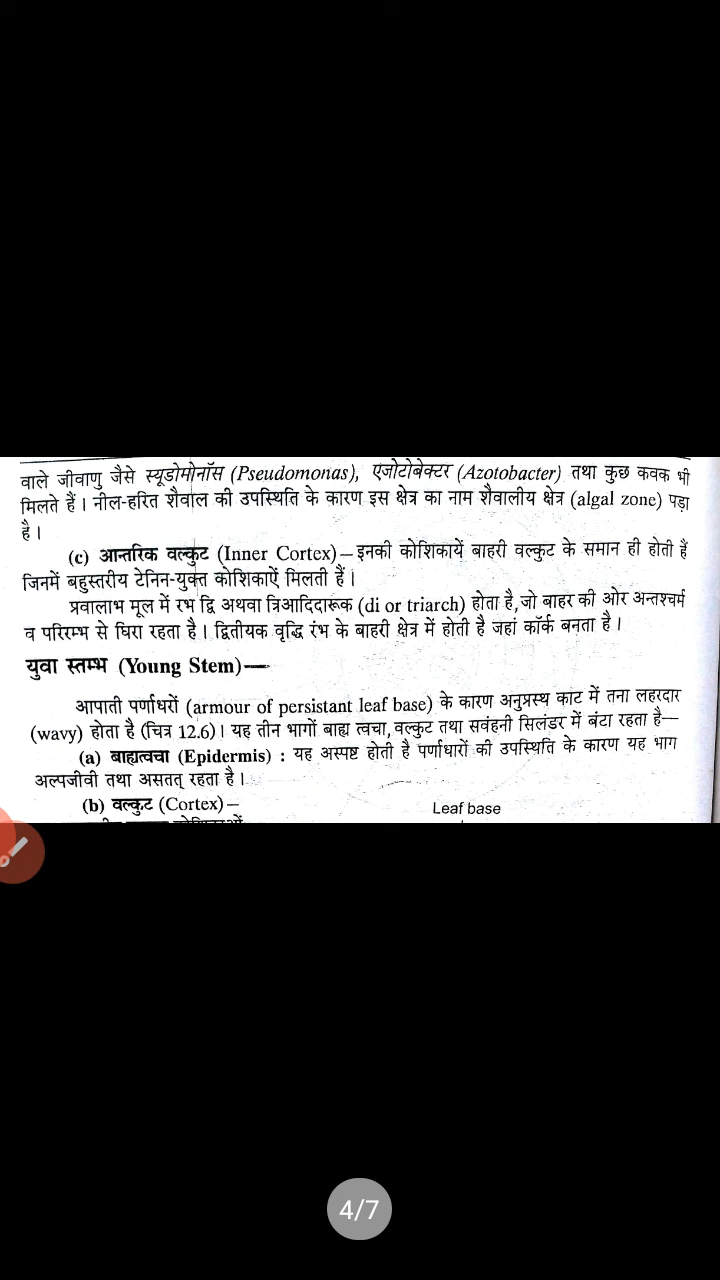 वाले जीवाणु जैसे स्यूडोमोनॉस (Pseudomonas), एजोटोबेक्टर (Azotobacter) तथा कुछ कवक भी
मिलते हैं। नील-हरित शैवाल की उपस्थिति के कारण इस क्षेत्र का नाम शैवालीय क्षेत्र (algal zone) पड़ा
है।
(c) आन्तरिक वल्कुट (Inner Cortex)–इनकी कोशिकायें बाहरी वल्कुट के समान ही होती हैं
जिनमें बहुस्तरीय टेनिन-युक्त कोशिकाऐं मिलती हैं।
प्रवालाभ मूल में रभ द्वि अथवा त्रिआदिदारूक (di or triarch) होता है, जो बाहर की ओर अन्तश्चर्म
व परिरम्भ से घिरा रहता है। द्वितीयक वृद्धि रंभ के बाहरी क्षेत्र में होती है जहां कॉर्क बनता है।
युवा स्तम्भ (Young Stem)—
आपाती पर्णाधरों (armour of persistant leaf base) के कारण अनुप्रस्थ काट में तना लहरदार
(wavy) होता है (चित्र 12.6)। यह तीन भागों बाह्य त्वचा, वल्कुट तथा सवंहनी सिलंडर में बंटा रहता है—
(a) बाह्यत्वचा (Epidermis) : यह अस्पष्ट होती है पर्णाधारों की उपस्थिति के कारण यह भाग
अल्पजीवी तथा असतत् रहता है।
(b) वल्कुट (Cortex)–
Leaf base
4/7